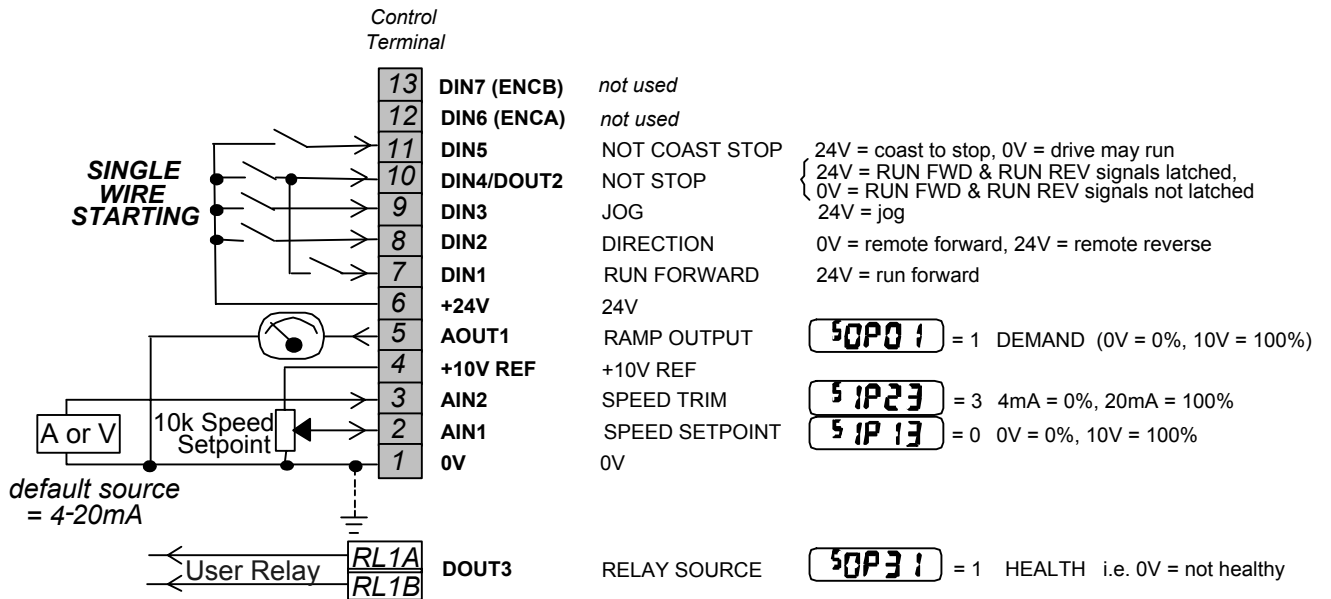 Control
Terminal
13 DIN7 (ENCB) not used
12 DIN6 (ENCA) not used
11 DIN5 NOT COAST STOP 24V = coast to stop, 0V = drive may run
SINGLE
WIRE
STARTING
10 DIN4/DOUT2 NOT STOP 24V = RUN FWD & RUN REV signals latched,
0V = RUN FWD & RUN REV signals not latched
9 DIN3 JOG 24V = jog
8 DIN2 DIRECTION 0V = remote forward, 24V = remote reverse
7 DIN1 RUN FORWARD 24V = run forward
6 +24V 24V
5 AOUT1 RAMP OUTPUT SOP01 = 1 DEMAND (0V = 0%, 10V = 100%)
4 +10V REF +10V REF
3 AIN2 SPEED TRIM SIP23 = 3 4mA = 0%, 20mA = 100%
A or V
10k Speed
Setpoint
2 AIN1 SPEED SETPOINT SIP13 = 0 0V = 0%, 10V = 100%
1 0V 0V
default source
= 4-20mA
User Relay
RL1A
RL1B
DOUT3 RELAY SOURCE SOP31 = 1 HEALTH i.e. 0V = not healthy